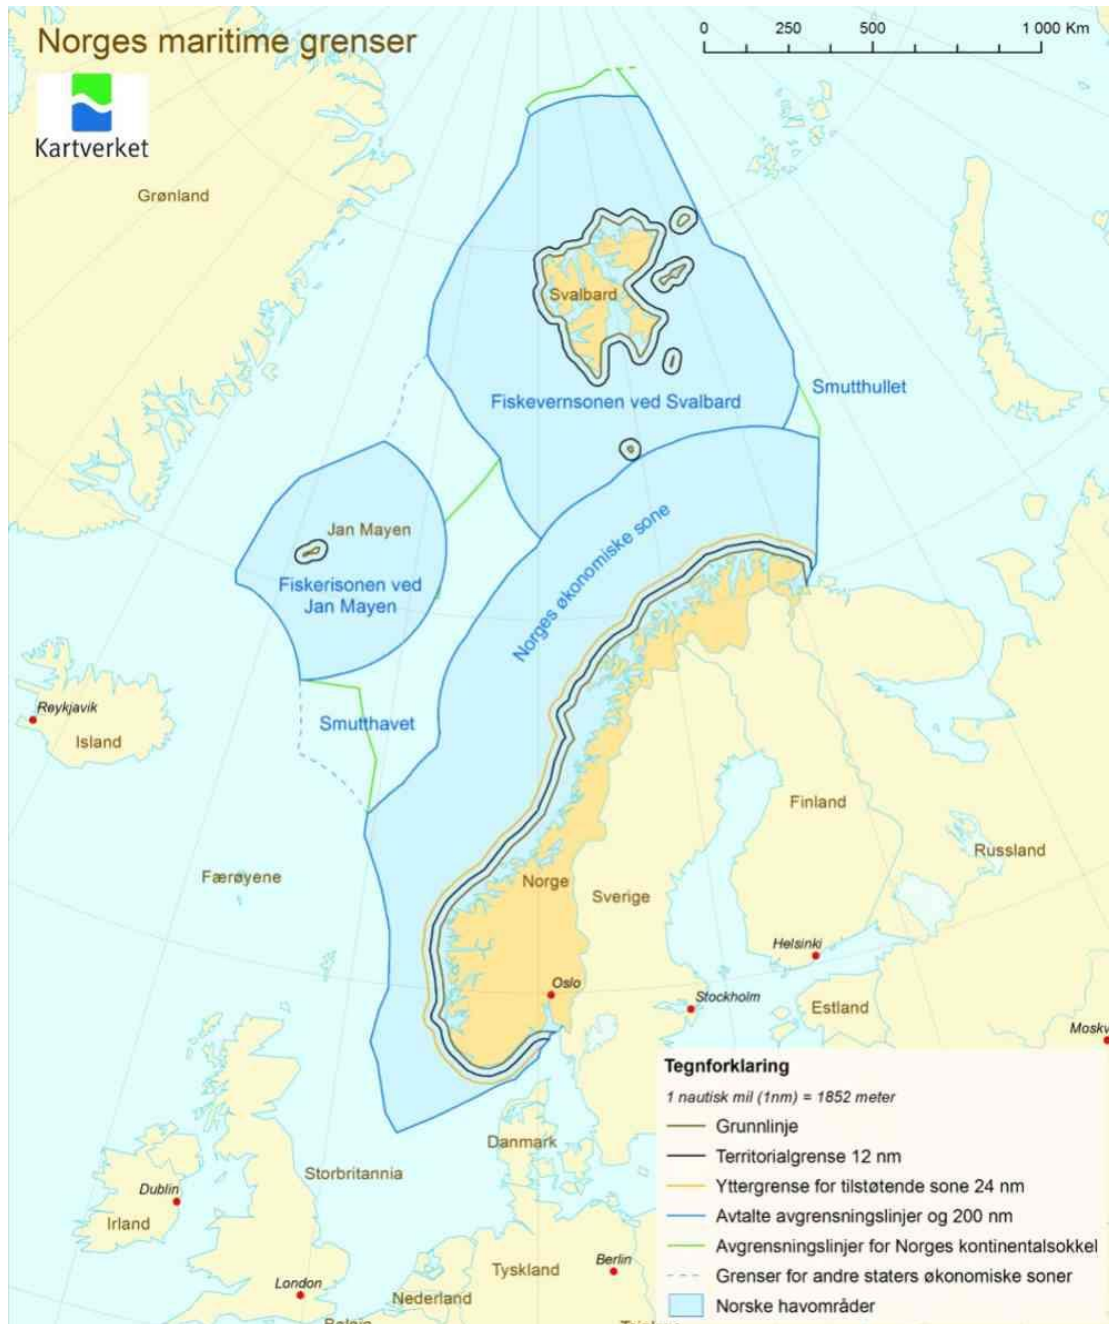 Norges maritime grenser
0 250 500 1 000 Km
Kartverket
Grønland
Svalbard
Smutthullet
Fiskevernsonen ved Svalbard
Jan Mayen
Norges økonomiske sone
Fiskerisonen ved
Jan Mayen
Røykjavik
Smutthavet
Island
Finland
Russland
Færøyene
Norge
Sverige
Helsinki
Oslo
Stockholm
Estland
Tegnforklaring
1 nautisk mil (1nm) = 1852 meter
Grunnlinje
Territorialgrense 12 nm
Yttergrense for tilstøtende sone 24 nm
Avtalte avgrensningslinjer og 200 nm
Avgrensningslinjer for Norges kontinentalsokkel
Grenser for andre staters økonomiske soner
Norske havområder
Danmark
Storbritannia
Dublin
Irland
Tyskland
Berlin
London
Nederland